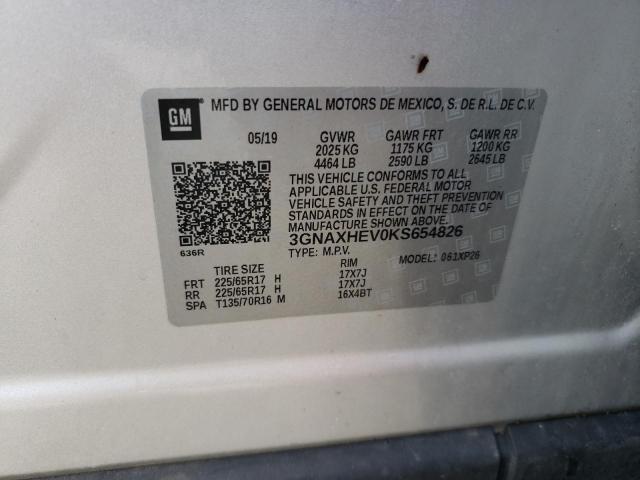 GM
MFD BY GENERAL MOTORS DE MEXICO, S. DE R.L. DE C.V.
05/19 GVWR GAWR FRT GAWR RR
2025 KG 1175 KG 1200 KG
4464 LB 2590 LB 2645 LB
THIS VEHICLE CONFORMS TO ALL
APPLICABLE U.S. FEDERAL MOTOR
VEHICLE SAFETY AND THEFT PREVENTION
STANDARDS IN EFFECT ON THE DATE OF
MANUFACTURE SHOWN ABOVE.
3GNAXHEV0KS654826
636R
TYPE: M.P.V. MODEL: 061XP26
TIRE SIZE RIM
FRT 225/65R17 H 17X7J
RR 225/65R17 H 17X7J
SPA T135/70R16 M 16X4BT